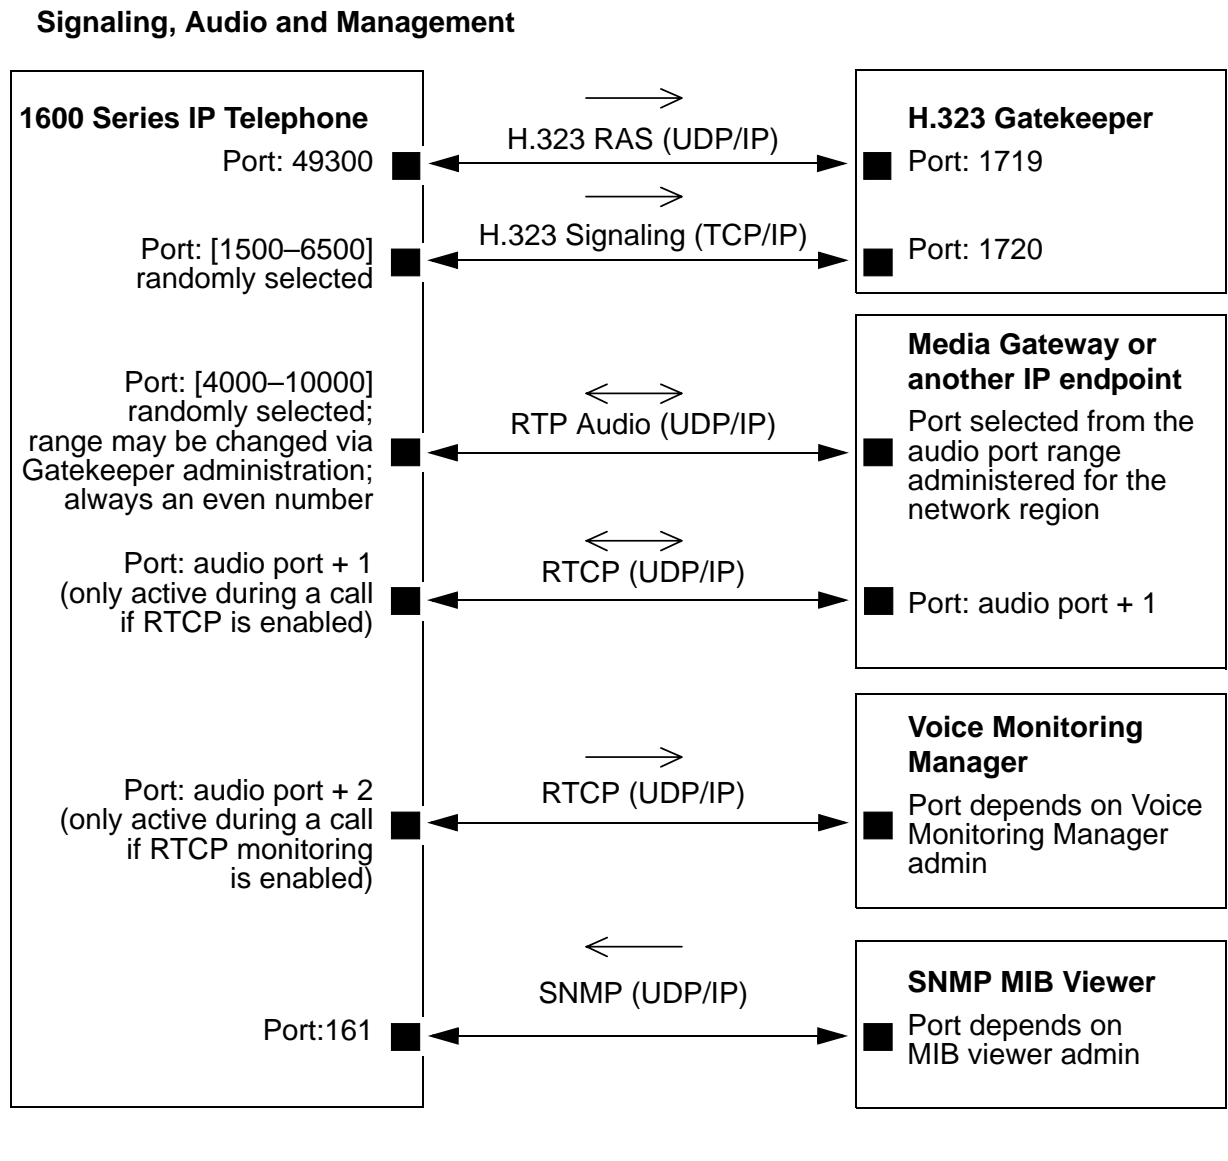 Signaling, Audio and Management
1600 Series IP Telephone
Port: 49300
H.323 RAS (UDP/IP)
H.323 Gatekeeper
Port: 1719
Port: [1500–6500]
randomly selected
H.323 Signaling (TCP/IP)
Port: 1720
Port: [4000–10000]
randomly selected;
range may be changed via
Gatekeeper administration;
always an even number
RTP Audio (UDP/IP)
Media Gateway or
another IP endpoint
Port selected from the
audio port range
administered for the
network region
Port: audio port + 1
(only active during a call
if RTCP is enabled)
RTCP (UDP/IP)
Port: audio port + 1
Port: audio port + 2
(only active during a call
if RTCP monitoring
is enabled)
RTCP (UDP/IP)
Voice Monitoring
Manager
Port depends on Voice
Monitoring Manager
admin
Port:161
SNMP (UDP/IP)
SNMP MIB Viewer
Port depends on
MIB viewer admin